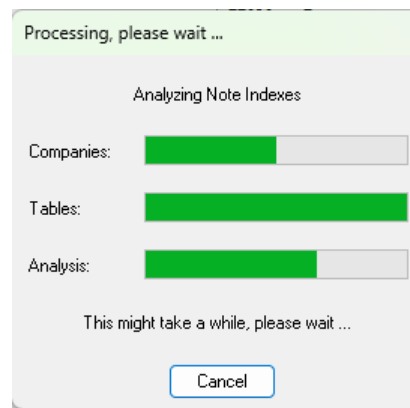 Processing, please wait ...
Analyzing Note Indexes
Companies:
Tables:
Analysis:
This might take a while, please wait ...
Cancel